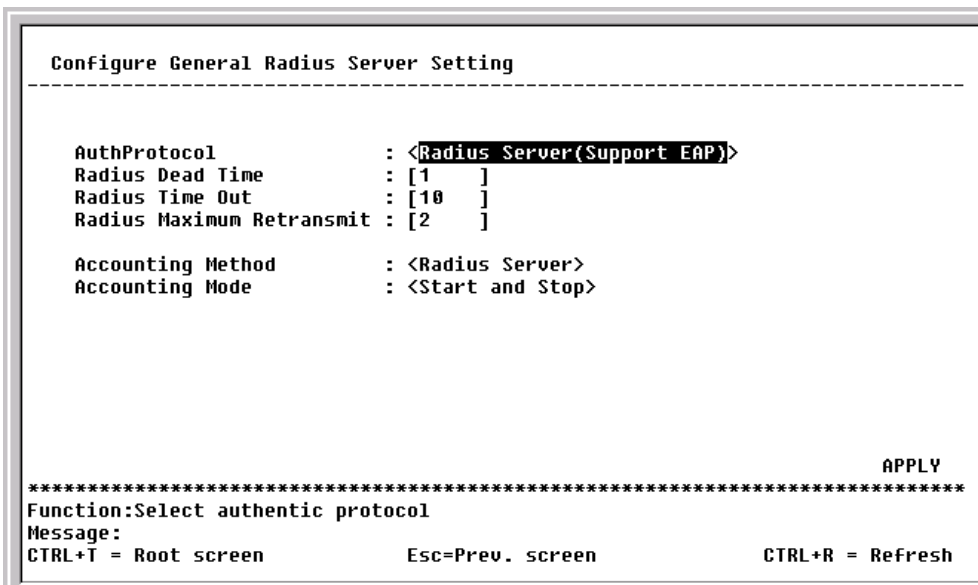 Configure General Radius Server Setting
--------------------------------------------------------------------------------
AuthProtocol : <Radius Server(Support EAP)>
Radius Dead Time : [1 ]
Radius Time Out : [10 ]
Radius Maximum Retransmit : [2 ]
Accounting Method : <Radius Server>
Accounting Mode : <Start and Stop>
APPLY
********************************************************************************
Function:Select authentic protocol
Message:
CTRL+T = Root screen Esc=Prev. screen CTRL+R = Refresh